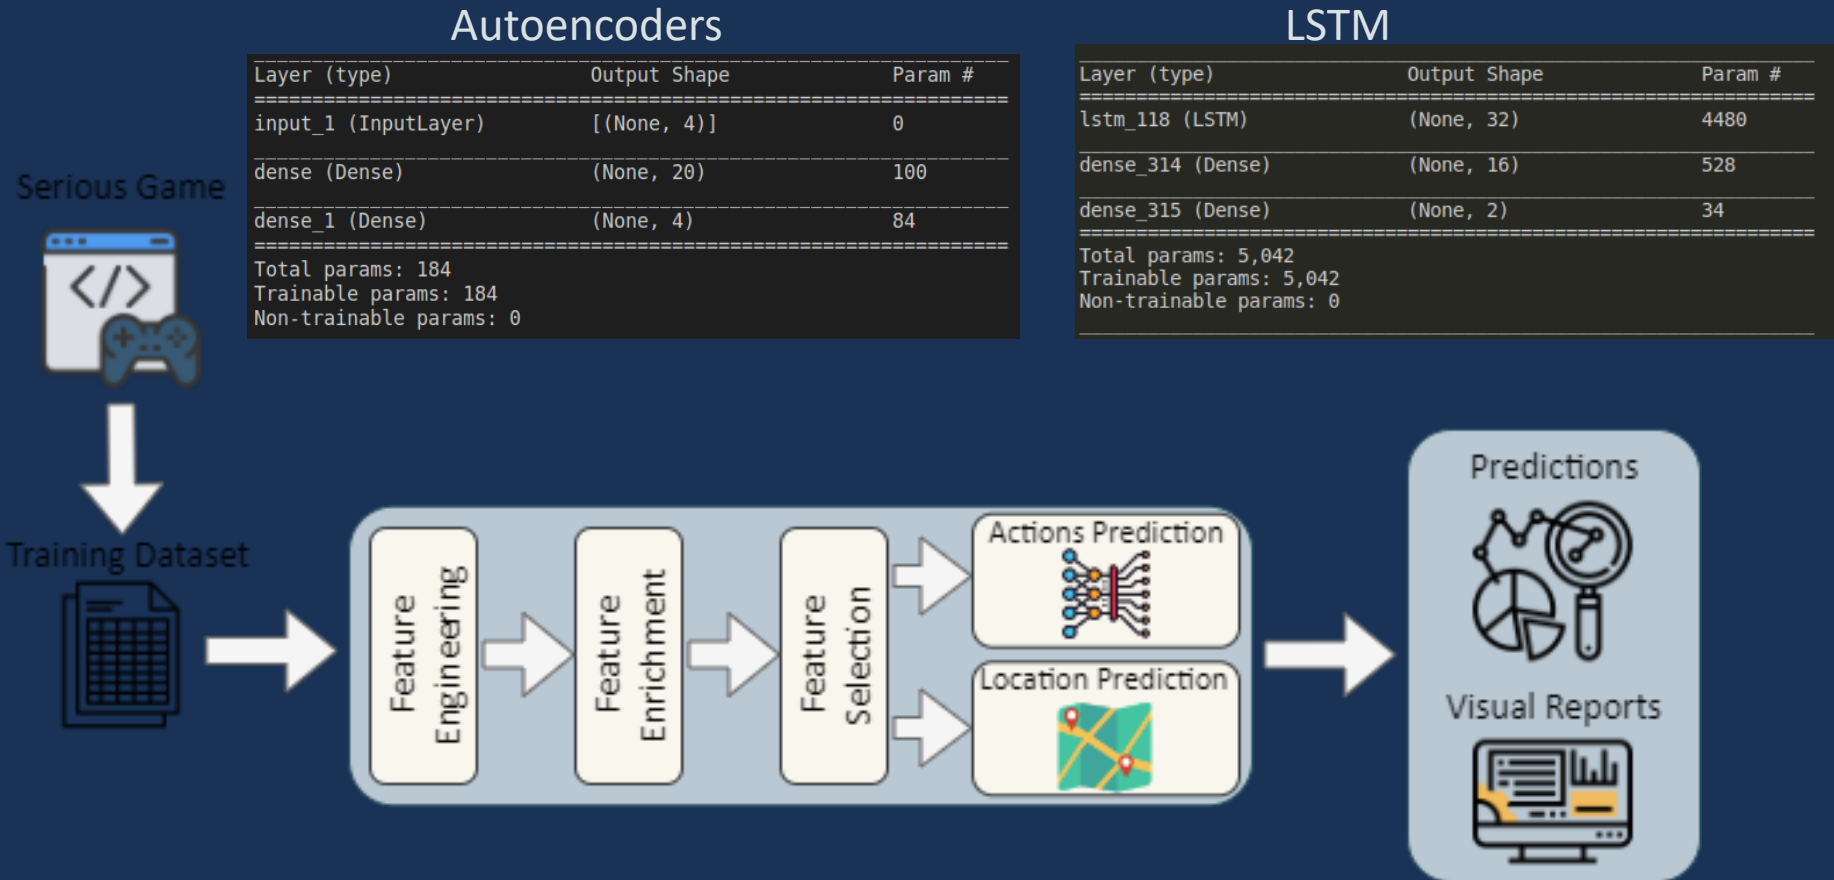 Autoencoders
Layer (type) Output Shape Param #
input_1 (InputLayer) [(None, 4)] 0
dense (Dense) (None, 20) 100
dense_1 (Dense) (None, 4) 84
Total params: 184
Trainable params: 184
Non-trainable params: 0
LSTM
Layer (type) Output Shape Param #
lstm_118 (LSTM) (None, 32) 4480
dense_314 (Dense) (None, 16) 528
dense_315 (Dense) (None, 2) 34
Total params: 5,042
Trainable params: 5,042
Non-trainable params: 0
Serious Game
</>
Training Dataset
Feature
Engineering
Feature
Enrichment
Feature
Selection
Actions Prediction
Location Prediction
Predictions
Visual Reports